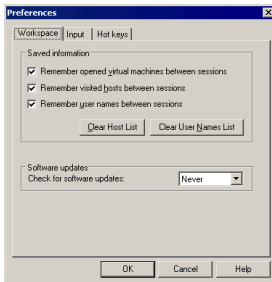 Preferences
Workspace Input Hot keys
Saved information
Remember opened virtual machines between sessions
Remember visited hosts between sessions
Remember user names between sessions
Clear Host List Clear User Names List
Software updates
Check for software updates: Never
OK Cancel Help